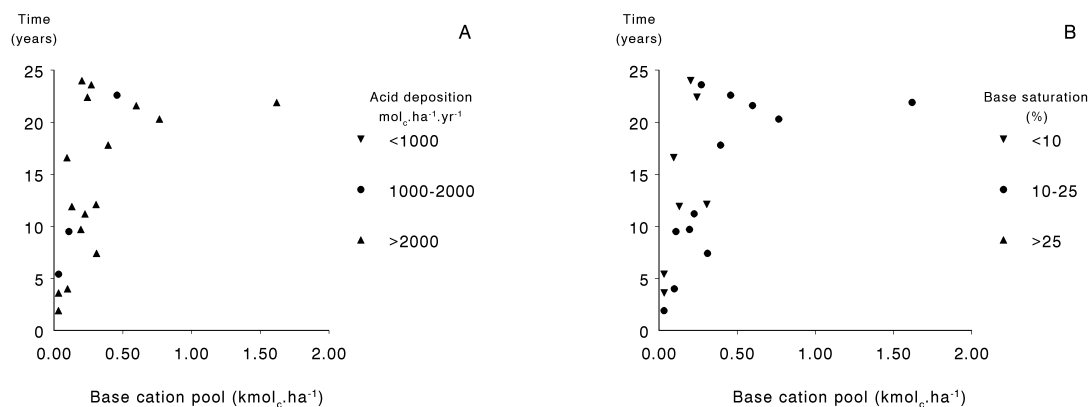 Time
(years)
A
25
20
15
10
5
0
0.00 0.50 1.00 1.50 2.00
Base cation pool (kmolc.ha-1)
Acid deposition
molc.ha-1.yr-1
▼ <1000
● 1000-2000
▲ >2000
Time
(years)
B
25
20
15
10
5
0
0.00 0.50 1.00 1.50 2.00
Base cation pool (kmolc.ha-1)
Base saturation
(%)
▼ <10
● 10-25
▲ >25